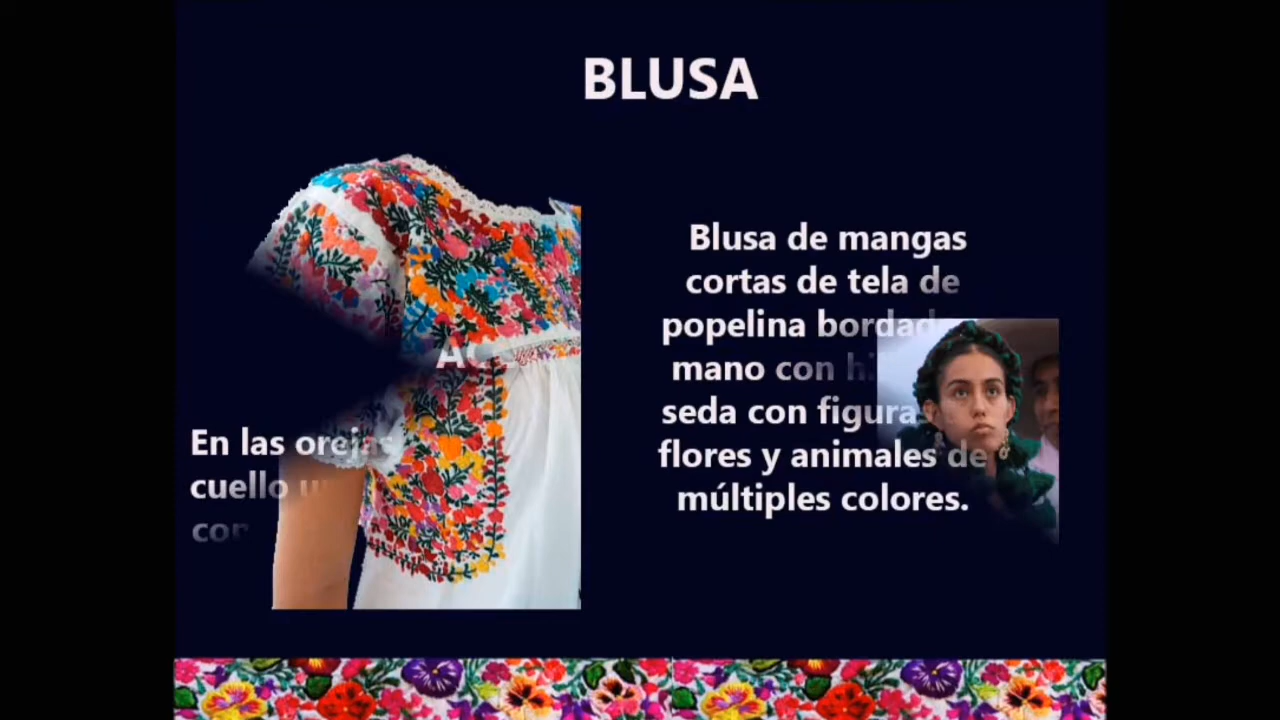 BLUSA
Blusa de mangas
cortas de tela de
popelina bordad
mano con
seda con figura
flores y animales de
múltiples colores.
En las orejas
cuello